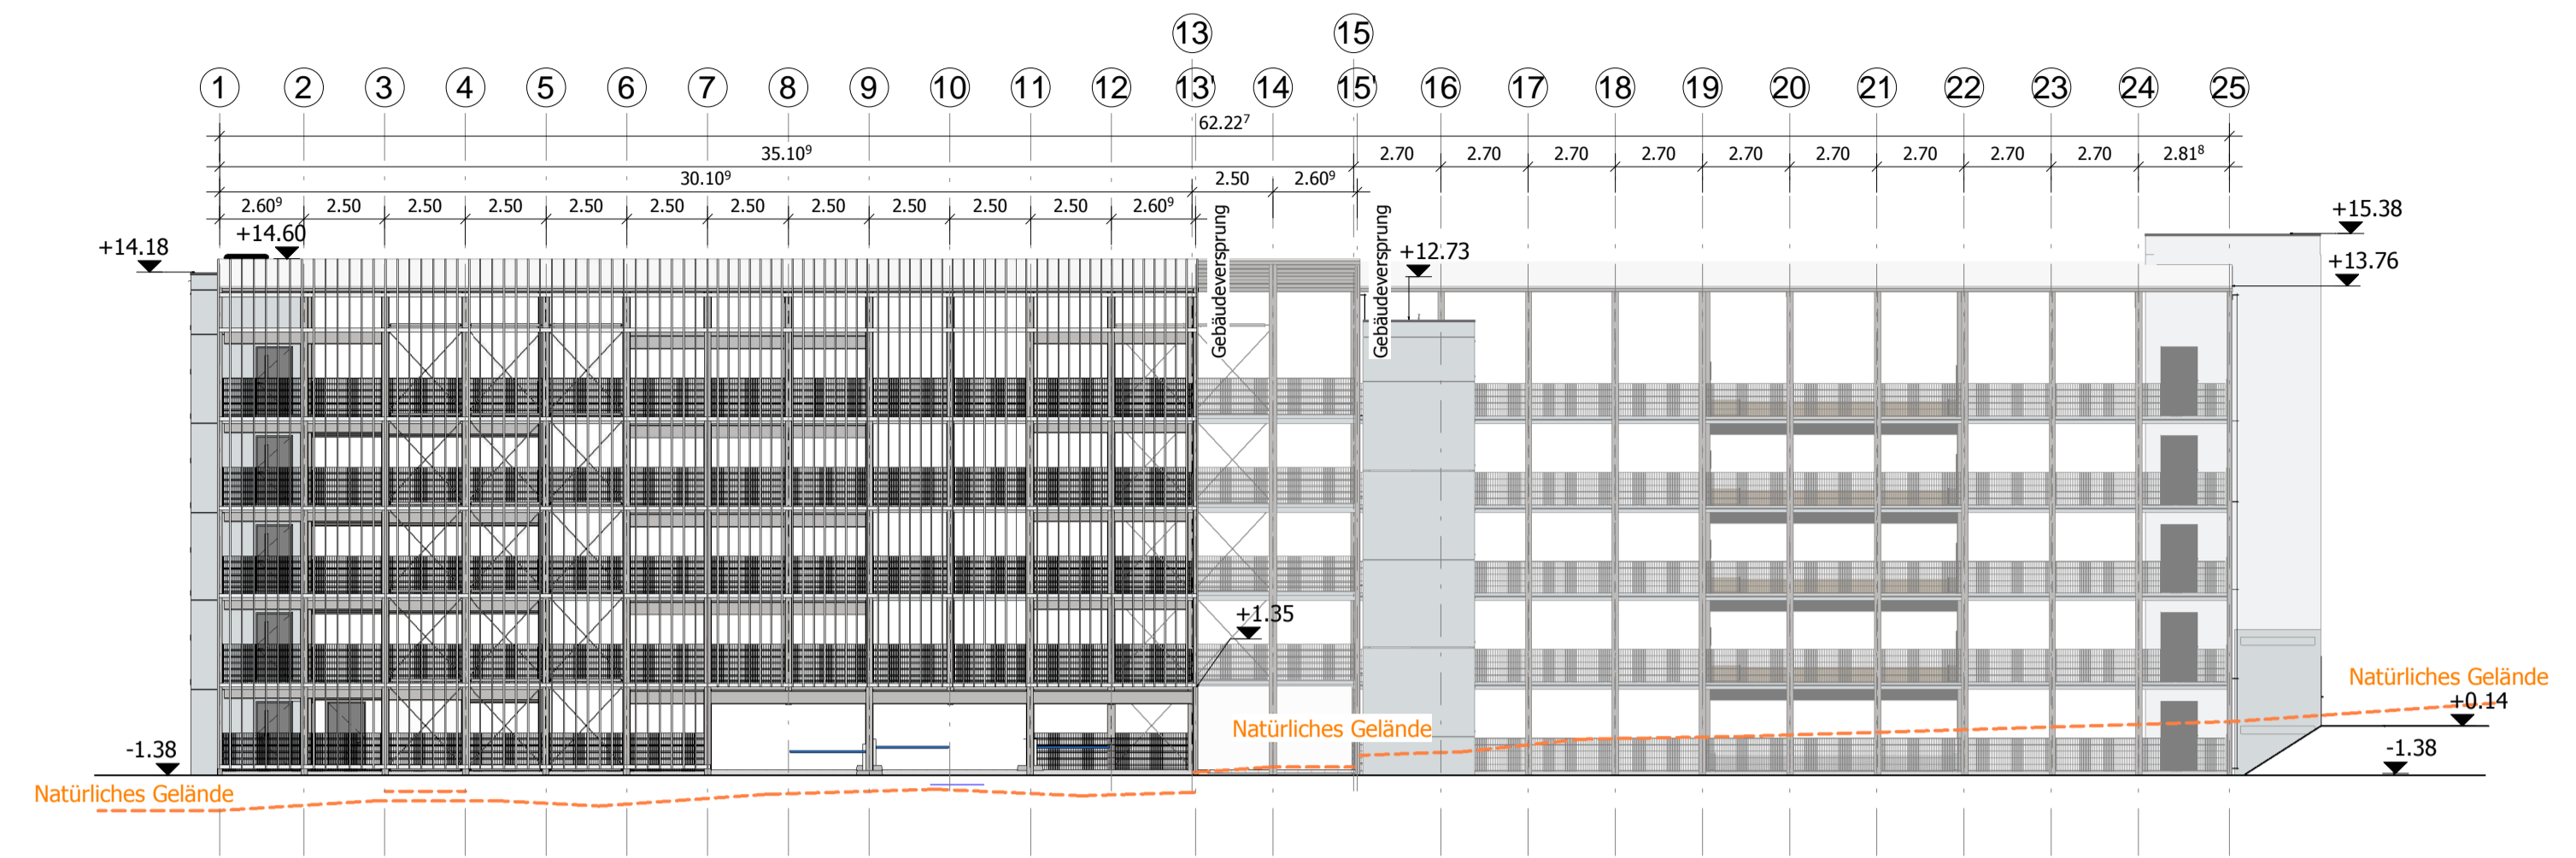 13 15
1 2 3 4 5 6 7 8 9 10 11 12 13' 14 15' 16 17 18 19 20 21 22 23 24 25
62.22⁷
35.10⁹ 2.70 2.70 2.70 2.70 2.70 2.70 2.70 2.70 2.70 2.81⁸
30.10⁹ 2.50 2.60⁹
2.60⁹ 2.50 2.50 2.50 2.50 2.50 2.50 2.50 2.50 2.50 2.50 2.60⁹
Gebäudeversprung
Gebäudeversprung
+15.38
+14.60
+14.18
+12.73
+13.76
+1.35
Natürliches Gelände
+0.14
Natürliches Gelände
-1.38
-1.38
Natürliches Gelände